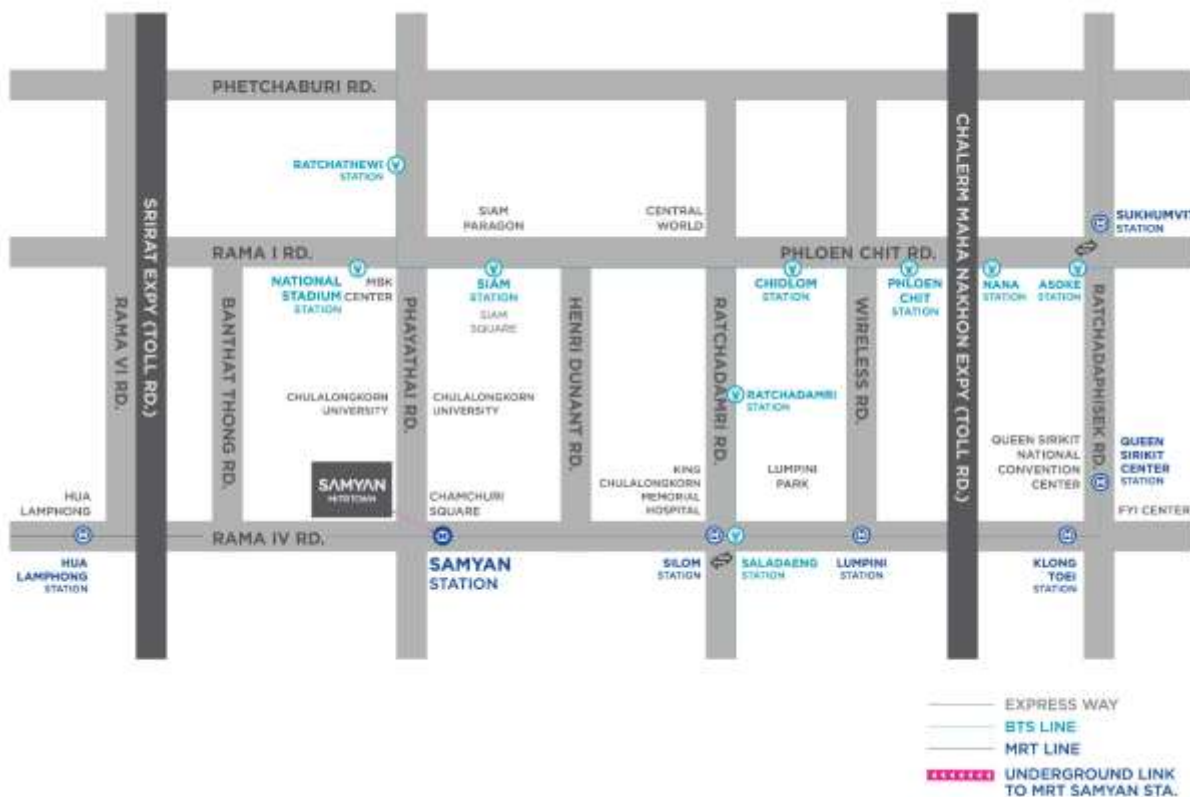 PHETCHABURI RD.
RATCHATHEWI
STATION
SIAM
PARAGON
CENTRAL
WORLD
SUKHUMVIT
STATION
RAMA I RD.
PHLOEN CHIT RD.
NATIONAL
STADIUM
STATION
MBK
CENTER
SIAM
STATION
SIAM
SQUARE
CHIDLOM
STATION
PHLOEN
CHIT
STATION
NANA
STATION
ASOKE
STATION
RAMA VI RD.
SRIRAT EXPY (TOLL RD.)
BANTHAT THONG RD.
PHAYATHAI RD.
HENRI DUNANT RD.
RATCHADAMRI RD.
WIRELESS RD.
CHALERM MAHA NAKHON EXPY (TOLL RD.)
RATCHADAPHISEK RD.
CHULALONGKORN
UNIVERSITY
CHULALONGKORN
UNIVERSITY
RATCHADAMRI
STATION
SAMYAN
MITRTOWN
HUA
LAMPHONG
CHAMCHURI
SQUARE
KING
CHULALONGKORN
MEMORIAL
HOSPITAL
LUMPINI
PARK
QUEEN SIRIKIT
NATIONAL
CONVENTION
CENTER
QUEEN
SIRIKIT
CENTER
STATION
FYI CENTER
RAMA IV RD.
HUA
LAMPHONG
STATION
SAMYAN
STATION
SILOM
STATION
SALADAENG
STATION
LUMPINI
STATION
KLONG
TOEI
STATION
EXPRESS WAY
BTS LINE
MRT LINE
UNDERGROUND LINK
TO MRT SAMYAN STA.